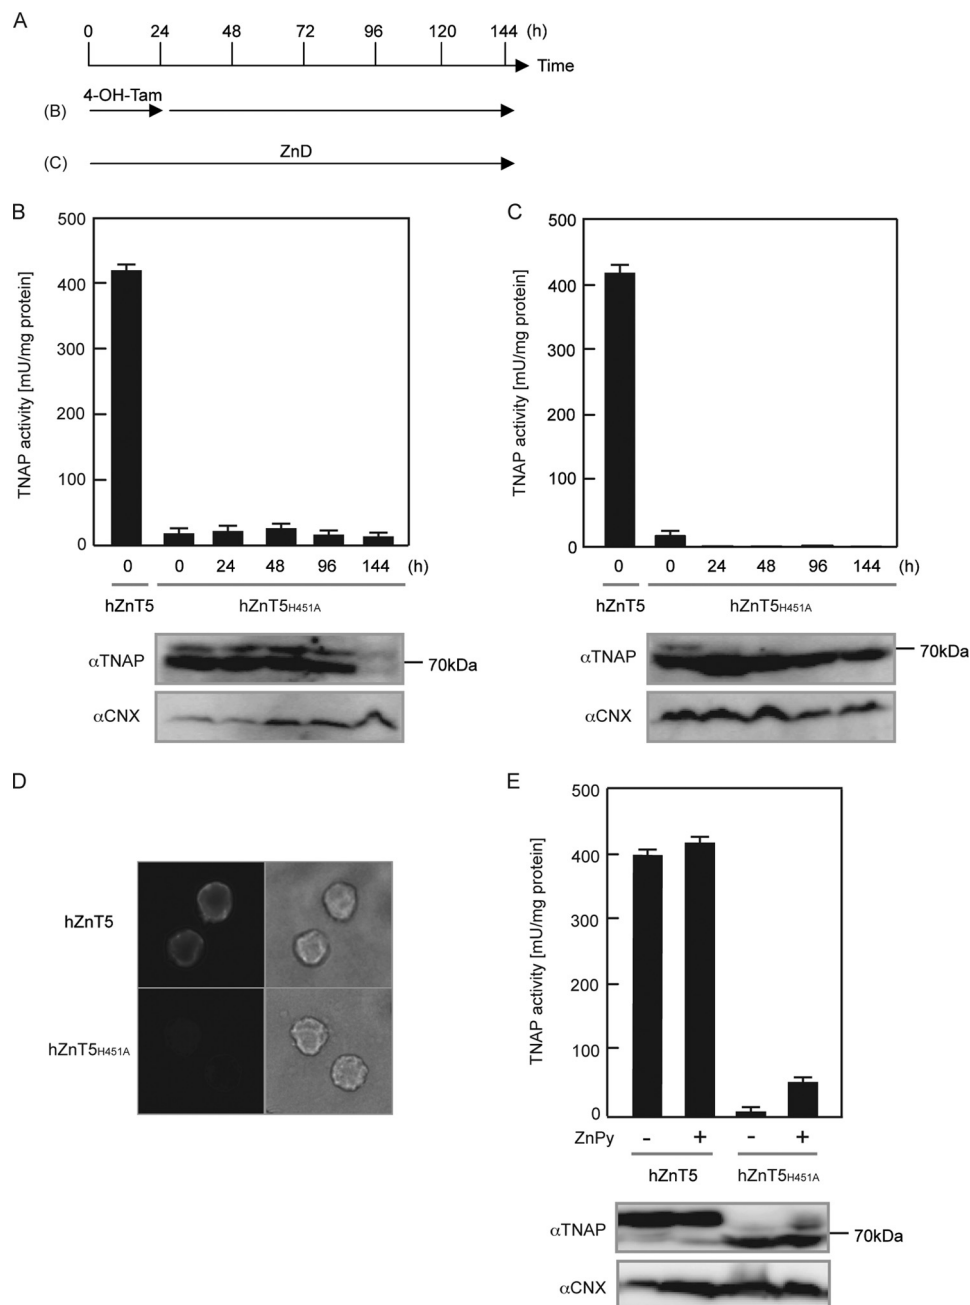 A
0 24 48 72 96 120 144 (h)
Time
4-OH-Tam
(B)
ZnD
(C)
B
500
400
300
200
100
0
TNAP activity [mU/mg protein]
0 0 24 48 96 144 (h)
hZnT5 hZnT5H451A
αTNAP 70kDa
αCNX
C
500
400
300
200
100
0
TNAP activity [mU/mg protein]
0 0 24 48 96 144 (h)
hZnT5 hZnT5H451A
αTNAP 70kDa
αCNX
D
hZnT5
hZnT5H451A
E
500
400
300
200
100
0
TNAP activity [mU/mg protein]
ZnPy - + - +
hZnT5 hZnT5H451A
αTNAP 70kDa
αCNX